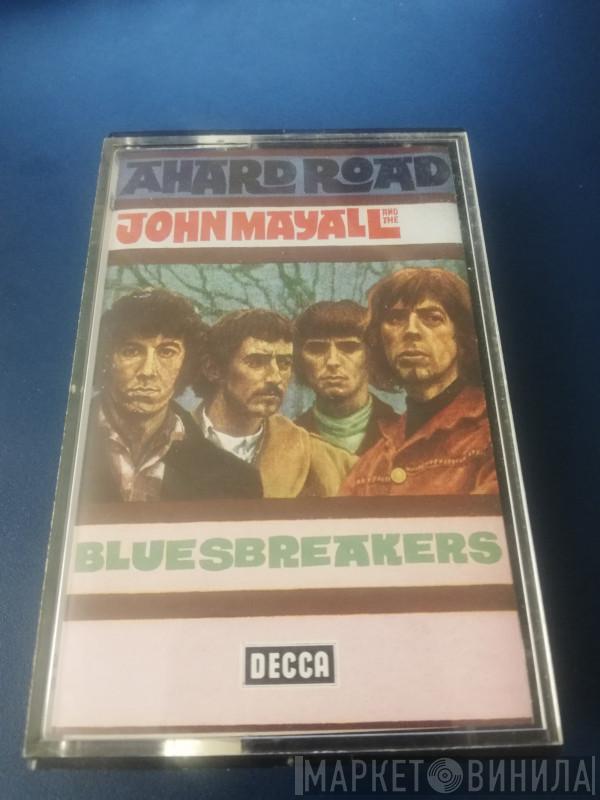 A HARD ROAD
JOHN MAYALL AND THE
BLUESBREAKERS
DECCA
МАРКЕТ ВИНИЛА